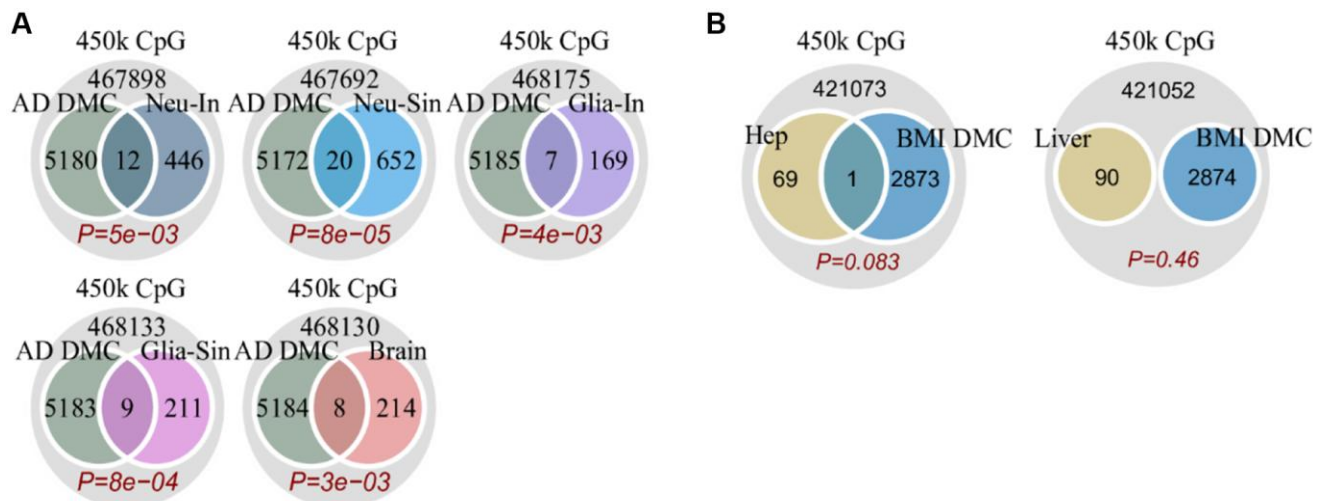 A
450k CpG
467898
AD DMC Neu-In
5180 12 446
P=5e−03
450k CpG
467692
AD DMC Neu-Sin
5172 20 652
P=8e−05
450k CpG
468175
AD DMC Glia-In
5185 7 169
P=4e−03
450k CpG
468133
AD DMC Glia-Sin
5183 9 211
P=8e−04
450k CpG
468130
AD DMC Brain
5184 8 214
P=3e−03
B
450k CpG
421073
Hep BMI DMC
69 1 2873
P=0.083
450k CpG
421052
Liver BMI DMC
90 2874
P=0.46